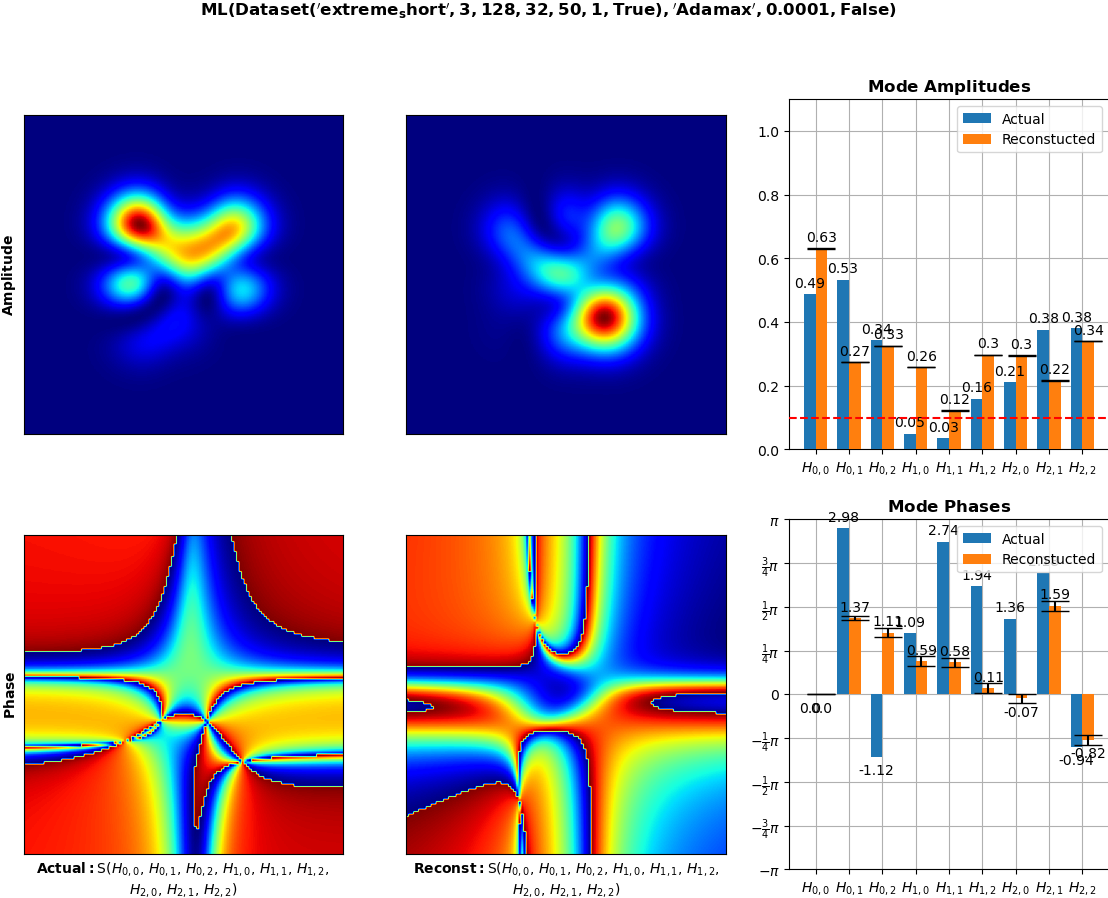 ML(Dataset('extreme_short', 3, 128, 32, 50, 1, True), 'Adamax', 0.0001, False)
Mode Amplitudes
Amplitude
Actual
Reconstucted
1.0
0.8
0.6
0.4
0.2
0.0
0.49
0.63
0.53
0.27
0.34
0.33
0.05
0.26
0.03
0.12
0.16
0.3
0.21
0.3
0.38
0.22
0.38
0.34
H0,0 H0,1 H0,2 H1,0 H1,1 H1,2 H2,0 H2,1 H2,2
Mode Phases
Phase
Actual
Reconstucted
π
3/4π
1/2π
1/4π
0
−1/4π
−1/2π
−3/4π
−π
0.0
0.0
2.98
1.37
-1.12
1.11
1.09
0.59
2.74
0.58
1.94
0.11
1.36
-0.07
1.59
-0.94
-0.82
H0,0 H0,1 H0,2 H1,0 H1,1 H1,2 H2,0 H2,1 H2,2
Actual: S(H0,0, H0,1, H0,2, H1,0, H1,1, H1,2,
H2,0, H2,1, H2,2)
Reconst: S(H0,0, H0,1, H0,2, H1,0, H1,1, H1,2,
H2,0, H2,1, H2,2)